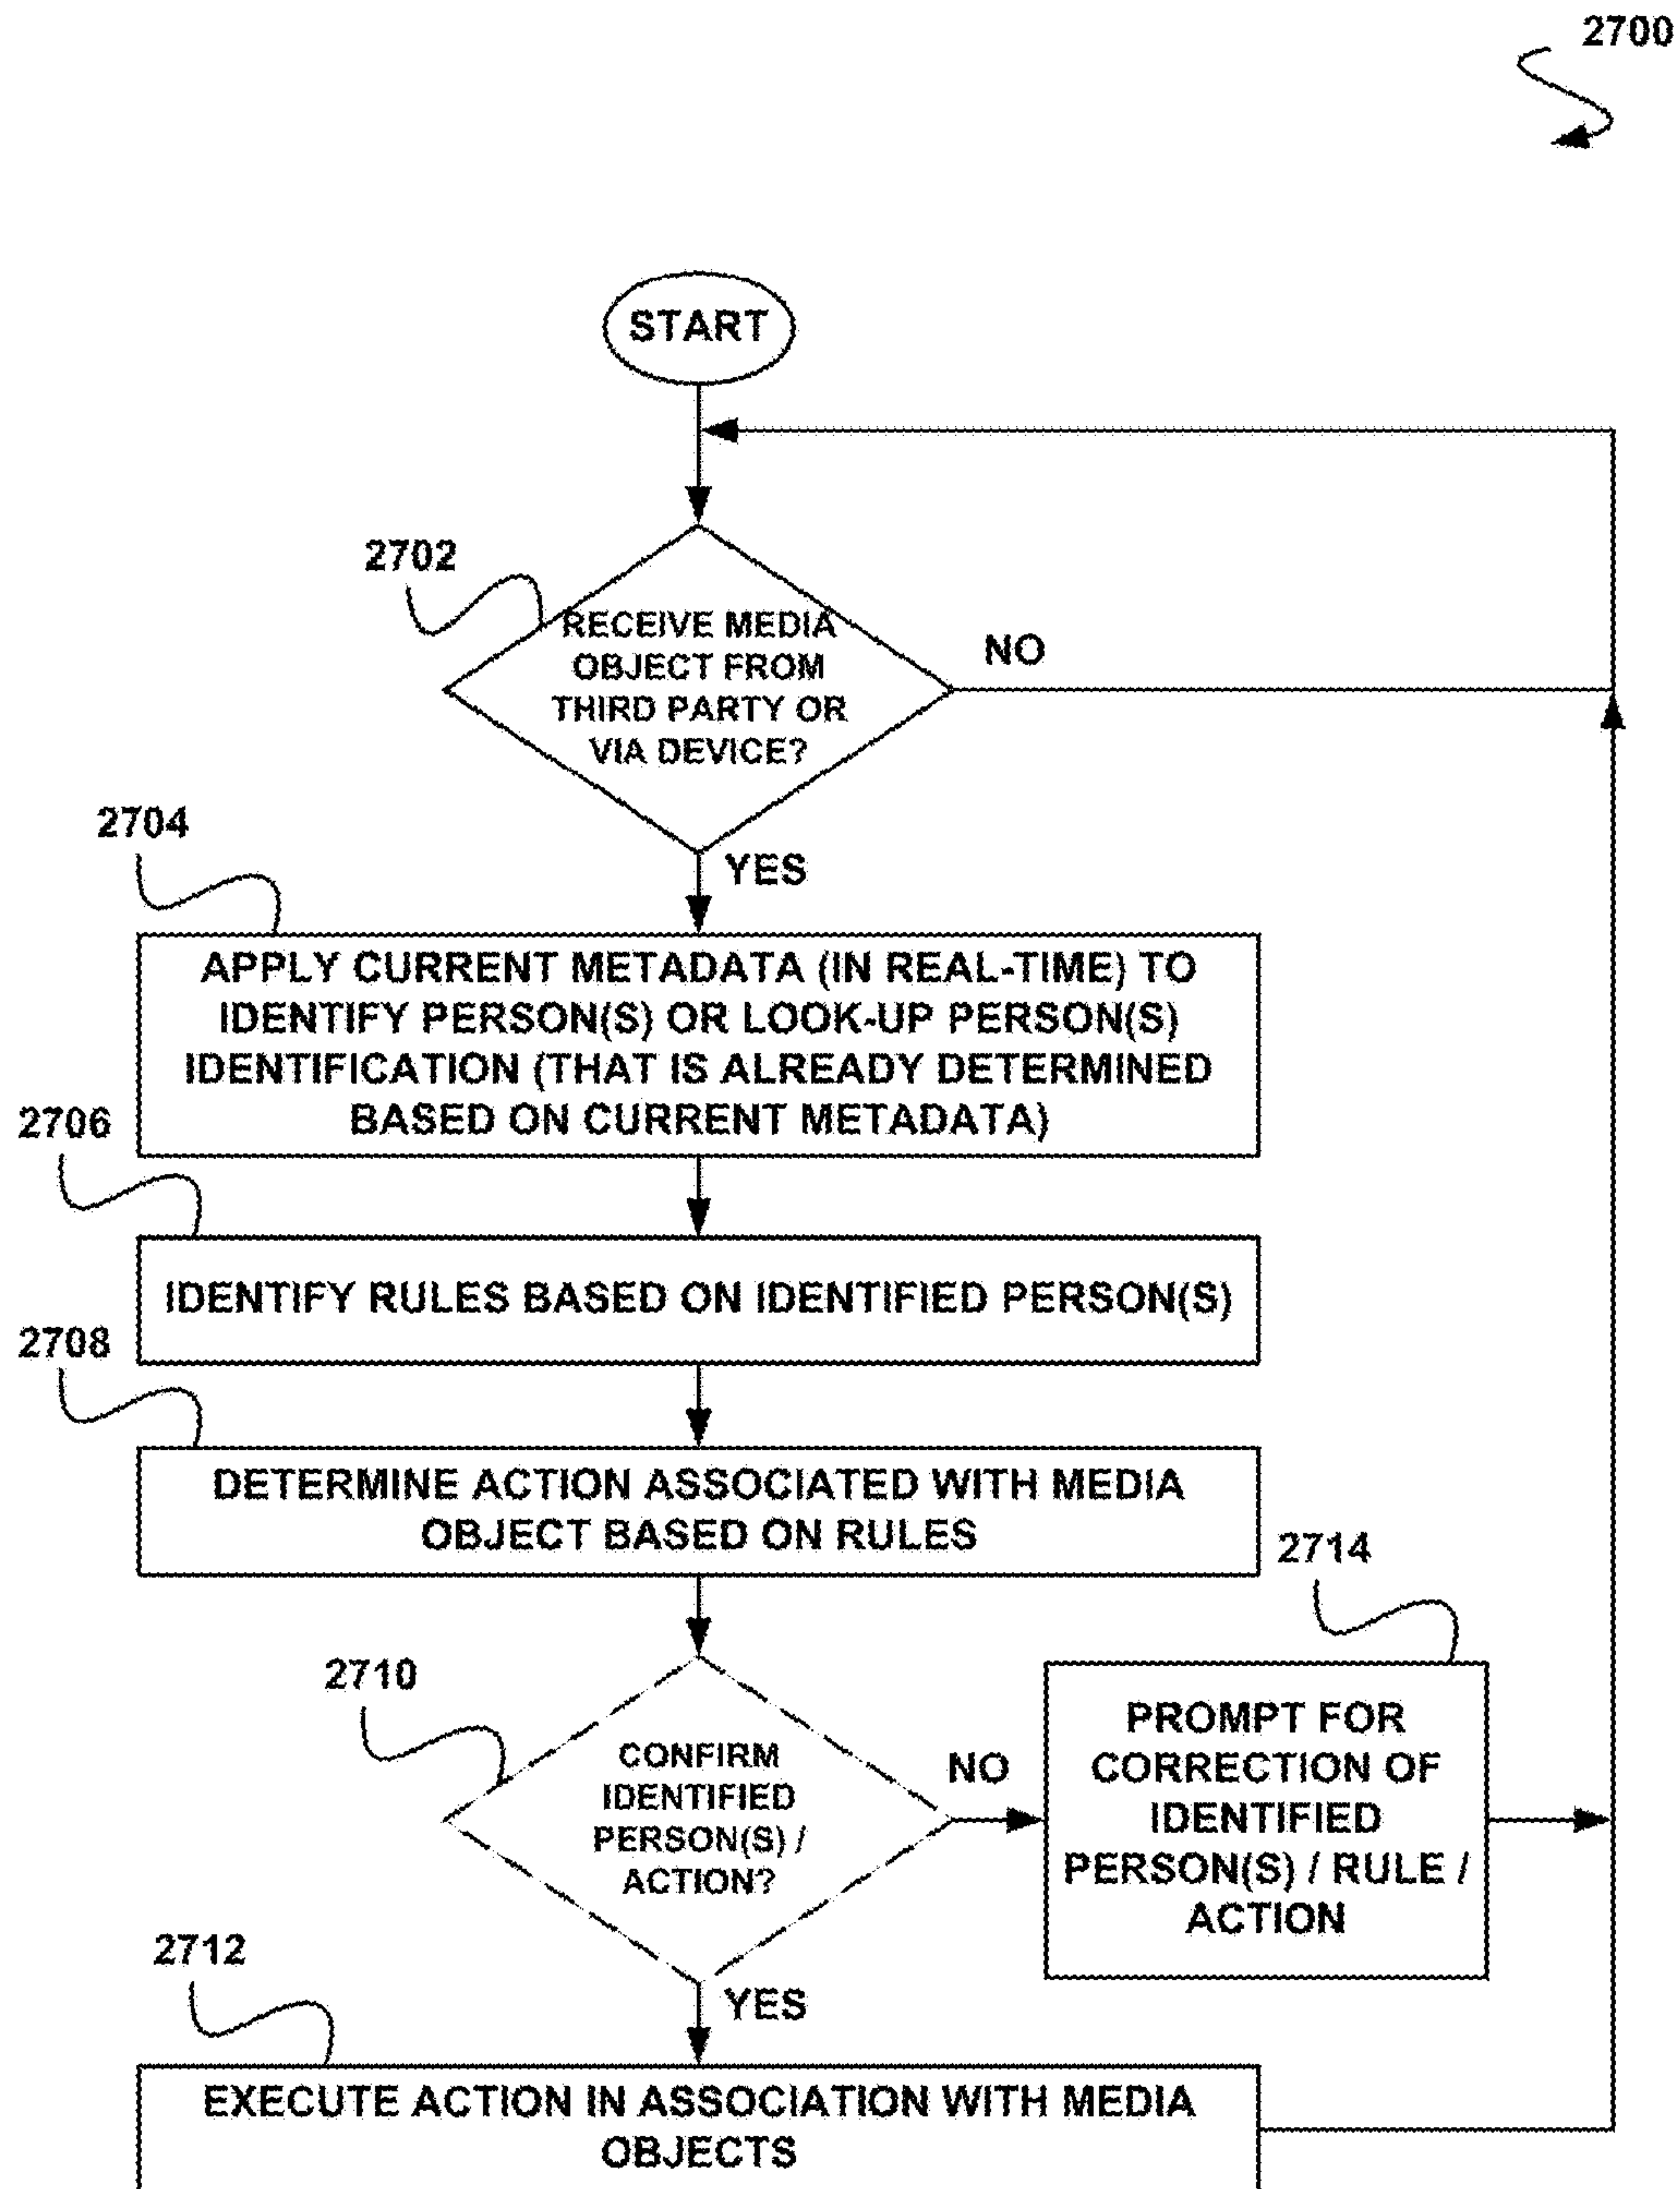 2700
START
2702
RECEIVE MEDIA
OBJECT FROM
THIRD PARTY OR
VIA DEVICE?
NO
YES
2704
APPLY CURRENT METADATA (IN REAL-TIME) TO
IDENTIFY PERSON(S) OR LOOK-UP PERSON(S)
IDENTIFICATION (THAT IS ALREADY DETERMINED
BASED ON CURRENT METADATA)
2706
IDENTIFY RULES BASED ON IDENTIFIED PERSON(S)
2708
DETERMINE ACTION ASSOCIATED WITH MEDIA
OBJECT BASED ON RULES
2710
CONFIRM
IDENTIFIED
PERSON(S) /
ACTION?
NO
2714
PROMPT FOR
CORRECTION OF
IDENTIFIED
PERSON(S) / RULE /
ACTION
YES
2712
EXECUTE ACTION IN ASSOCIATION WITH MEDIA
OBJECTS